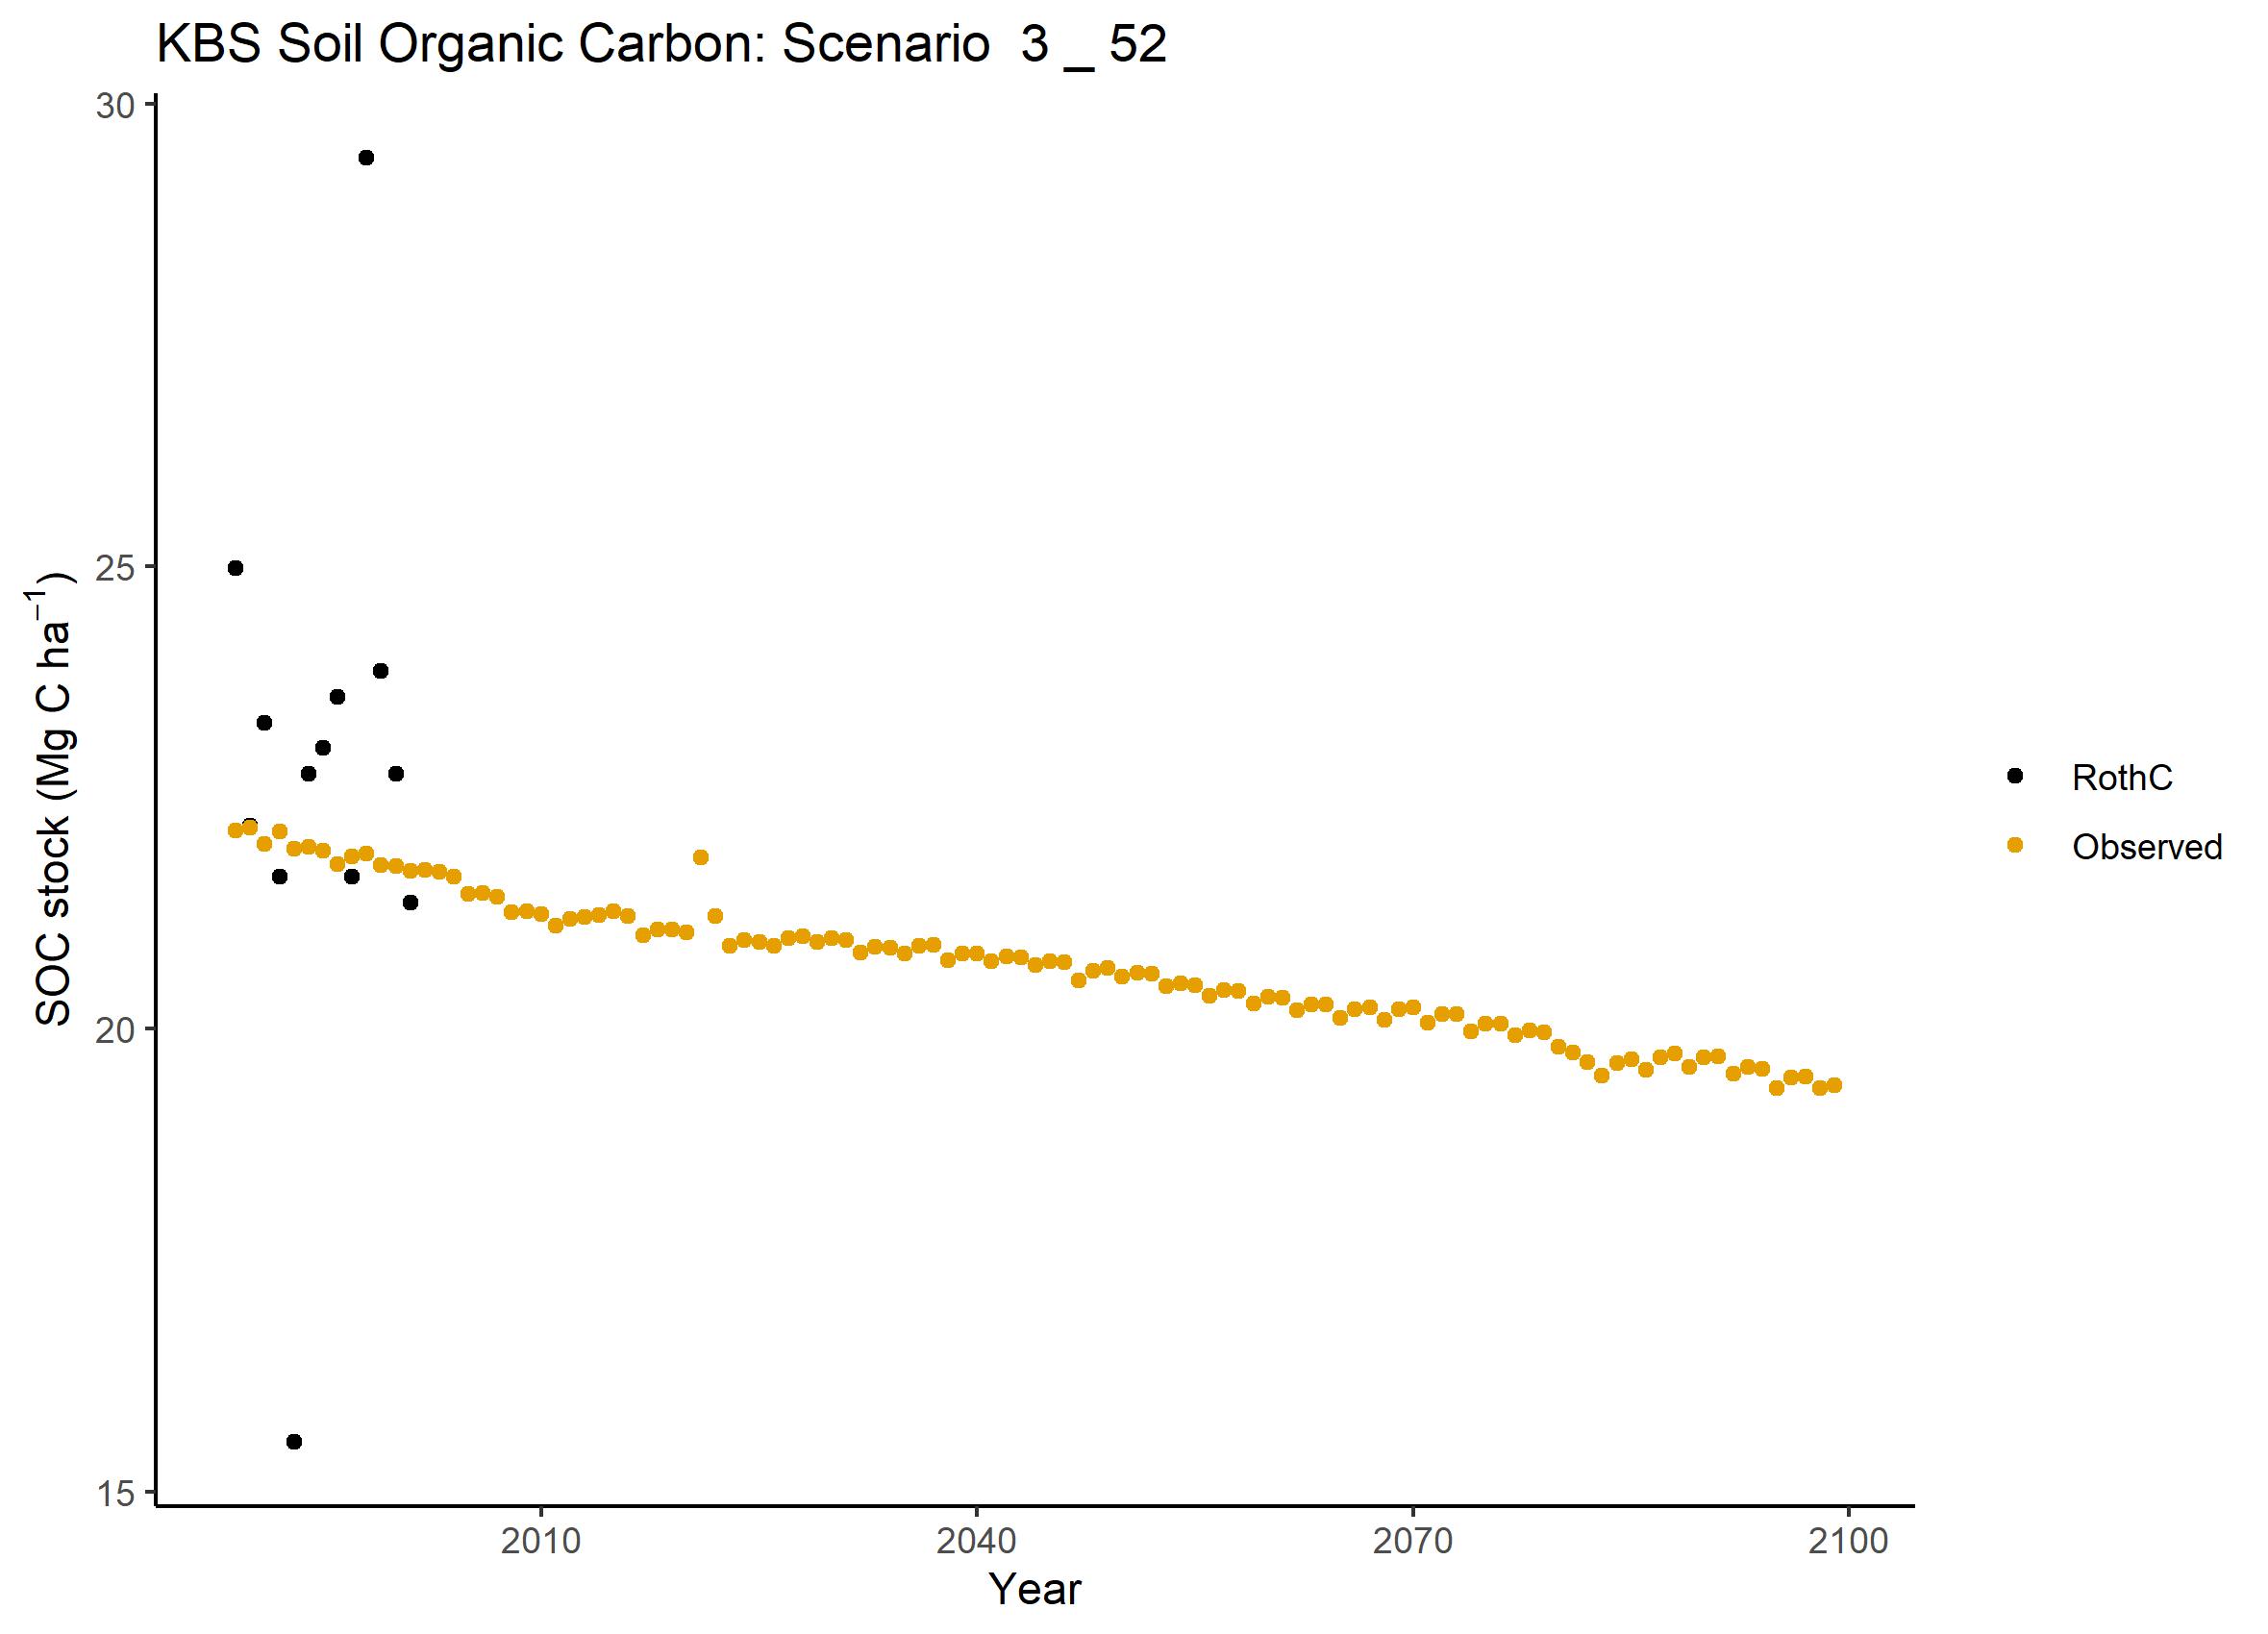 KBS Soil Organic Carbon: Scenario  3 _ 52
30
25
20
15
SOC stock (Mg C ha⁻¹)
2010
2040
2070
2100
Year
RothC
Observed